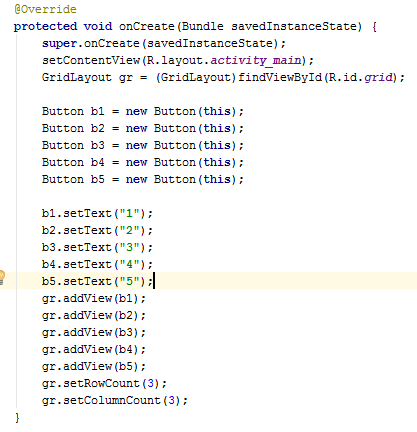 @Override
protected void onCreate(Bundle savedInstanceState) {
    super.onCreate(savedInstanceState);
    setContentView(R.layout.activity_main);
    GridLayout gr = (GridLayout)findViewById(R.id.grid);

    Button b1 = new Button(this);
    Button b2 = new Button(this);
    Button b3 = new Button(this);
    Button b4 = new Button(this);
    Button b5 = new Button(this);

    b1.setText("1");
    b2.setText("2");
    b3.setText("3");
    b4.setText("4");
    b5.setText("5");
    gr.addView(b1);
    gr.addView(b2);
    gr.addView(b3);
    gr.addView(b4);
    gr.addView(b5);
    gr.setRowCount(3);
    gr.setColumnCount(3);
}